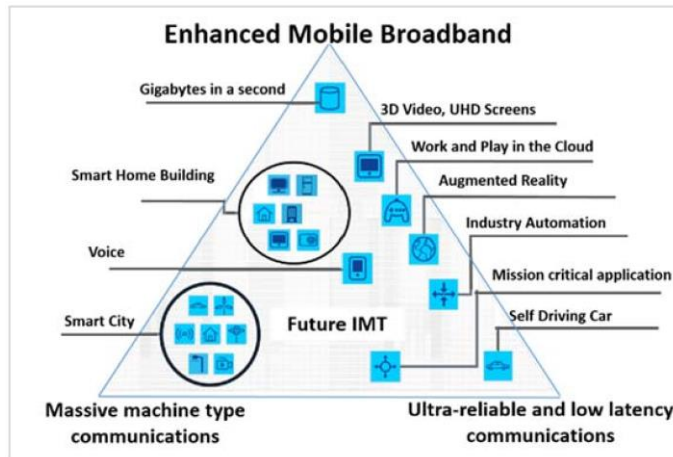 Enhanced Mobile Broadband
Gigabytes in a second
3D Video, UHD Screens
Work and Play in the Cloud
Smart Home Building
Augmented Reality
Industry Automation
Voice
Mission critical application
Smart City
Future IMT
Self Driving Car
Massive machine type
communications
Ultra-reliable and low latency
communications